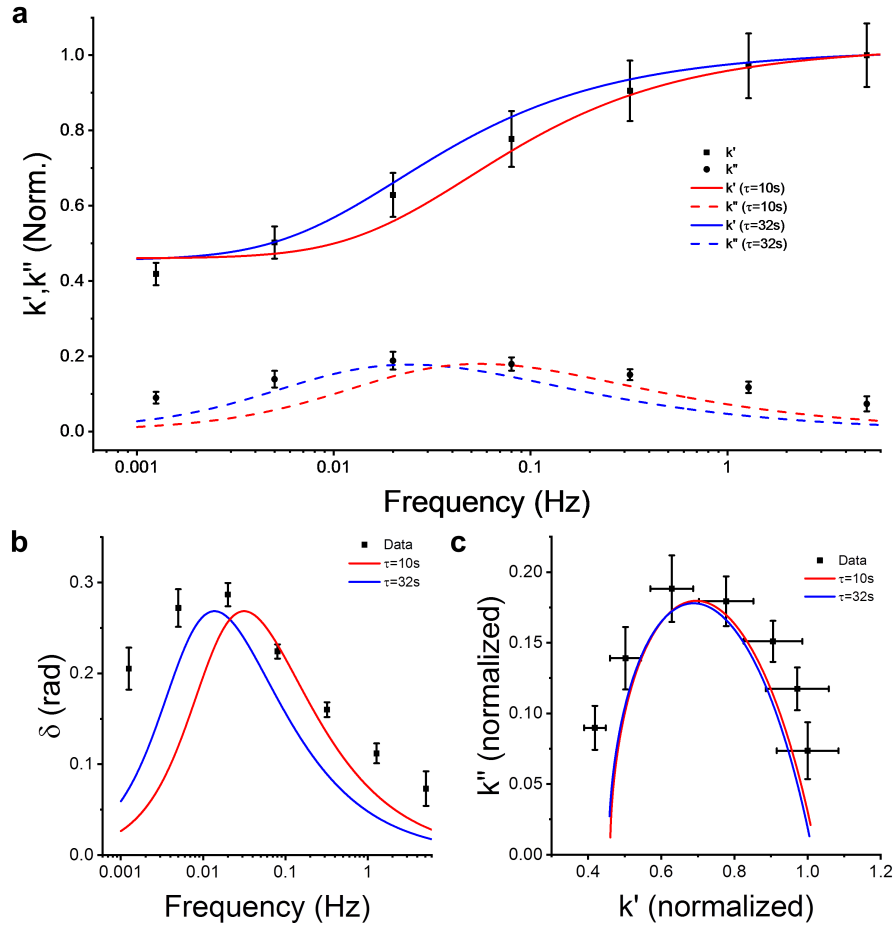 a
k',k'' (Norm.)
1.0
0.8
0.6
0.4
0.2
0.0
0.001
0.01
0.1
1
Frequency (Hz)
k'
k''
k' (τ=10s)
k'' (τ=10s)
k' (τ=32s)
k'' (τ=32s)
b
δ (rad)
0.3
0.2
0.1
0.0
0.001
0.01
0.1
1
Frequency (Hz)
Data
τ=10s
τ=32s
c
k'' (normalized)
0.20
0.15
0.10
0.05
0.00
0.4
0.6
0.8
1.0
1.2
k' (normalized)
Data
τ=10s
τ=32s